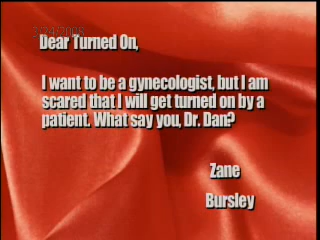 Dear Turned On,
I want to be a gynecologist, but I am
scared that I will get turned on by a
patient. What say you, Dr. Dan?
Zane
Bursley